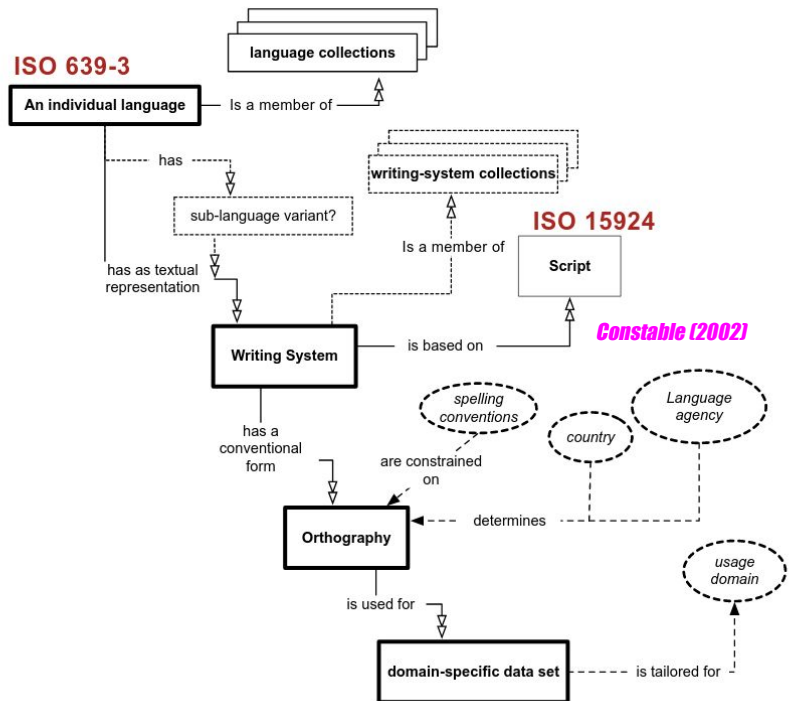 language collections
ISO 639-3
An individual language
Is a member of
has
writing-system collections
sub-language variant?
ISO 15924
Is a member of
Script
has as textual
representation
Constable (2002)
Writing System
is based on
spelling
conventions
Language
agency
country
has a
conventional
form
are constrained
on
determines
Orthography
usage
domain
is used for
domain-specific data set
is tailored for